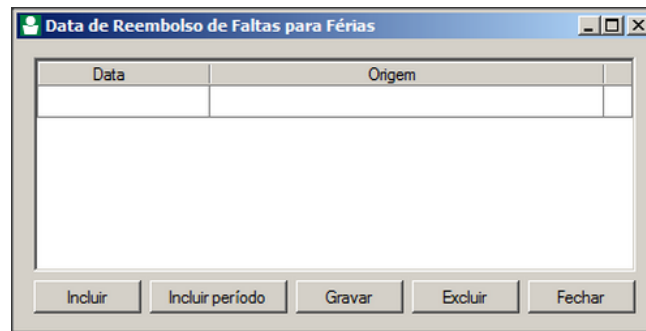 Data de Reembolso de Faltas para Férias
Data Origem
Incluir Incluir período Gravar Excluir Fechar